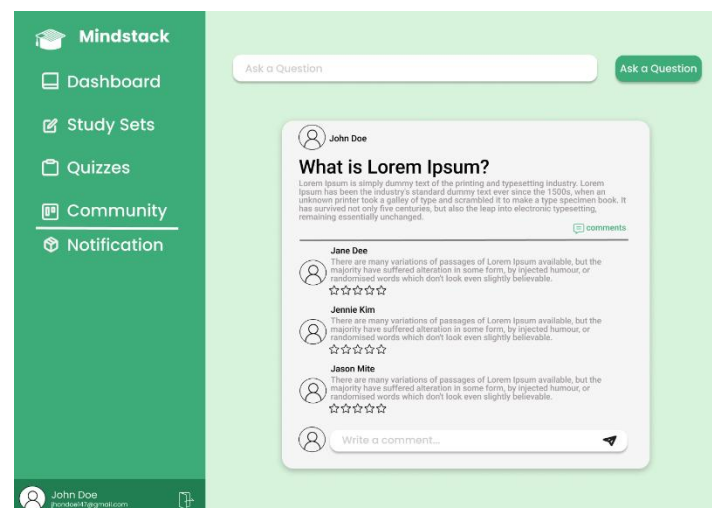 Mindstack
Dashboard
Study Sets
Quizzes
Community
Notification
John Doe
jhondoe147@gmail.com
Ask a Question
Ask a Question
John Doe
What is Lorem Ipsum?
Lorem Ipsum is simply dummy text of the printing and typesetting industry. Lorem
Ipsum has been the industry's standard dummy text ever since the 1500s, when an
unknown printer took a galley of type and scrambled it to make a type specimen book. It
has survived not only five centuries, but also the leap into electronic typesetting,
remaining essentially unchanged.
comments
Jane Dee
There are many variations of passages of Lorem Ipsum available, but the
majority have suffered alteration in some form, by injected humour, or
randomised words which don't look even slightly believable.
Jennie Kim
There are many variations of passages of Lorem Ipsum available, but the
majority have suffered alteration in some form, by injected humour, or
randomised words which don't look even slightly believable.
Jason Mite
There are many variations of passages of Lorem Ipsum available, but the
majority have suffered alteration in some form, by injected humour, or
randomised words which don't look even slightly believable.
Write a comment...